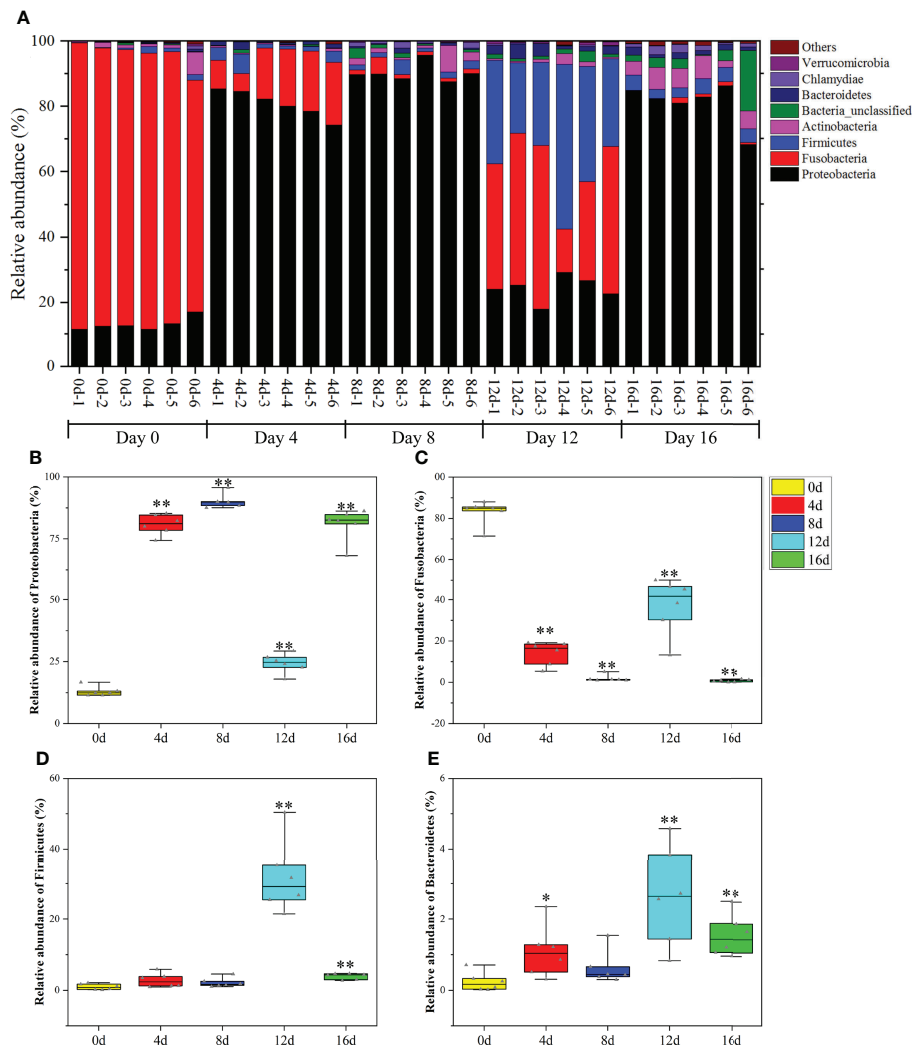 A
Relative abundance (%)
100
80
60
40
20
0
0d-1
0d-2
0d-3
0d-4
0d-5
0d-6
4d-1
4d-2
4d-3
4d-4
4d-5
4d-6
8d-1
8d-2
8d-3
8d-4
8d-5
8d-6
12d-1
12d-2
12d-3
12d-4
12d-5
12d-6
16d-1
16d-2
16d-3
16d-4
16d-5
16d-6
Day 0
Day 4
Day 8
Day 12
Day 16
Others
Verrucomicrobia
Chlamydiae
Bacteroidetes
Bacteria_unclassified
Actinobacteria
Firmicutes
Fusobacteria
Proteobacteria
B
Relative abundance of Proteobacteria (%)
100
75
50
25
0
**
**
**
**
0d
4d
8d
12d
16d
C
Relative abundance of Fusobacteria (%)
00
80
60
40
20
0
-20
**
**
**
**
0d
4d
8d
12d
16d
0d
4d
8d
12d
16d
D
Relative abundance of Firmicutes (%)
60
40
20
0
**
**
0d
4d
8d
12d
16d
E
Relative abundance of Bacteroidetes (%)
6
4
2
0
*
**
**
0d
4d
8d
12d
16d